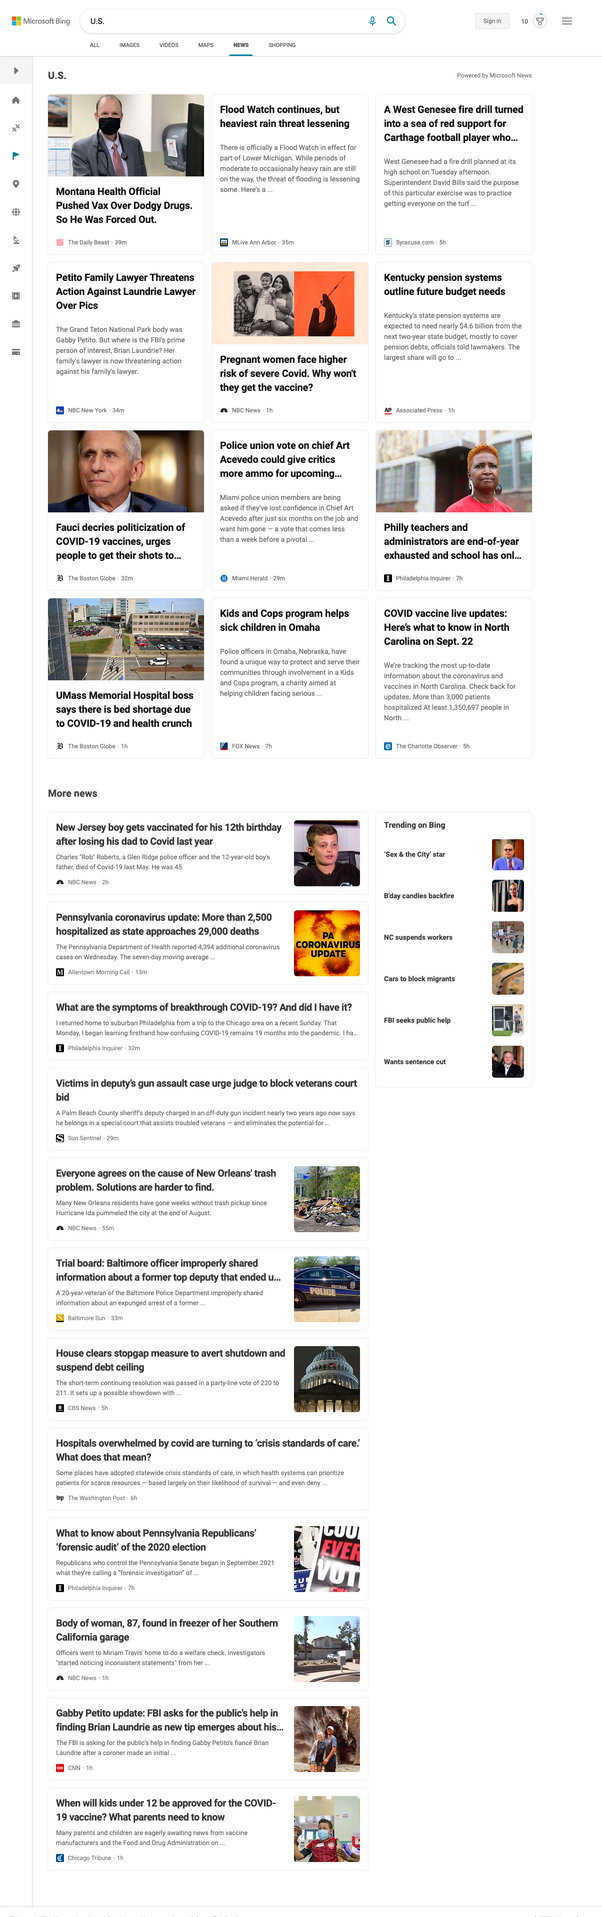 Microsoft Bing
U.S.
Sign in
10
ALL
IMAGES
VIDEOS
MAPS
NEWS
SHOPPING
U.S.
Powered by Microsoft News
Montana Health Official
Pushed Vax Over Dodgy Drugs.
So He Was Forced Out.
The Daily Beast · 39m
Flood Watch continues, but
heaviest rain threat lessening
There is officially a Flood Watch in effect for
part of Lower Michigan. While periods of
moderate to occasionally heavy rain are still
on the way, the threat of flooding is lessening
some. Here's a ...
MLive Ann Arbor · 35m
A West Genesee fire drill turned
into a sea of red support for
Carthage football player who...
West Genesee had a fire drill planned at its
high school on Tuesday afternoon.
Superintendent David Bills said the purpose
of this particular exercise was to practice
getting everyone on the turf ...
Syracuse.com · 5h
Petito Family Lawyer Threatens
Action Against Laundrie Lawyer
Over Pics
The Grand Teton National Park body was
Gabby Petito. But where is the FBI's prime
person of interest, Brian Laundrie? Her
family's lawyer is now threatening action
against his family's lawyer.
NBC New York · 34m
Pregnant women face higher
risk of severe Covid. Why won't
they get the vaccine?
NBC News · 1h
Kentucky pension systems
outline future budget needs
Kentucky's state pension systems are
expected to need nearly $4.6 billion from the
next two-year state budget, mostly to cover
pension debts, officials told lawmakers. The
largest share will go to ...
AP
Associated Press · 1h
Fauci decries politicization of
COVID-19 vaccines, urges
people to get their shots to...
The Boston Globe · 32m
Police union vote on chief Art
Acevedo could give critics
more ammo for upcoming...
Miami police union members are being
asked if they've lost confidence in Chief Art
Acevedo after just six months on the job and
want him gone — a vote that comes less
than a week before a pivotal ...
Miami Herald · 29m
Philly teachers and
administrators are end-of-year
exhausted and school has onl...
Philadelphia Inquirer · 7h
UMass Memorial Hospital boss
says there is bed shortage due
to COVID-19 and health crunch
The Boston Globe · 1h
Kids and Cops program helps
sick children in Omaha
Police officers in Omaha, Nebraska, have
found a unique way to protect and serve their
communities through involvement in a Kids
and Cops program, a charity aimed at
helping children facing serious ...
FOX News · 7h
COVID vaccine live updates:
Here's what to know in North
Carolina on Sept. 22
We're tracking the most up-to-date
information about the coronavirus and
vaccines in North Carolina. Check back for
updates. More than 3,000 patients
hospitalized At least 1,350,697 people in
North ...
The Charlotte Observer · 5h
More news
New Jersey boy gets vaccinated for his 12th birthday
after losing his dad to Covid last year
Charles "Rob" Roberts, a Glen Ridge police officer and the 12-year-old boy's
father, died of Covid-19 last May. He was 45.
NBC News · 2h
Pennsylvania coronavirus update: More than 2,500
hospitalized as state approaches 29,000 deaths
The Pennsylvania Department of Health reported 4,394 additional coronavirus
cases on Wednesday. The seven-day moving average ...
Allentown Morning Call · 13m
PA
CORONAVIRUS
UPDATE
What are the symptoms of breakthrough COVID-19? And did I have it?
I returned home to suburban Philadelphia from a trip to the Chicago area on a recent Sunday. That
Monday, I began learning firsthand how confusing COVID-19 remains 19 months into the pandemic. I ha...
Philadelphia Inquirer · 32m
Victims in deputy's gun assault case urge judge to block veterans court
bid
A Palm Beach County sheriff's deputy charged in an off-duty gun incident nearly two years ago now says
he belongs in a special court that assists troubled veterans — and eliminates the potential for ...
Sun Sentinel · 29m
Everyone agrees on the cause of New Orleans' trash
problem. Solutions are harder to find.
Many New Orleans residents have gone weeks without trash pickup since
Hurricane Ida pummeled the city at the end of August.
NBC News · 55m
Trial board: Baltimore officer improperly shared
information about a former top deputy that ended u...
A 20-year-veteran of the Baltimore Police Department improperly shared
information about an expunged arrest of a former ...
Baltimore Sun · 33m
POLICE
House clears stopgap measure to avert shutdown and
suspend debt ceiling
The short-term continuing resolution was passed in a party-line vote of 220 to
211. It sets up a possible showdown with ...
CBS News · 5h
Hospitals overwhelmed by covid are turning to 'crisis standards of care.'
What does that mean?
Some places have adopted statewide crisis standards of care, in which health systems can prioritize
patients for scarce resources — based largely on their likelihood of survival — and even deny ...
wp
The Washington Post · 6h
What to know about Pennsylvania Republicans'
'forensic audit' of the 2020 election
Republicans who control the Pennsylvania Senate began in September 2021
what they're calling a "forensic investigation" of ...
Philadelphia Inquirer · 7h
COU
EVER
VOT
Body of woman, 87, found in freezer of her Southern
California garage
Officers went to Miriam Travis' home to do a welfare check. Investigators
"started noticing inconsistent statements" from her ...
NBC News · 1h
Gabby Petito update: FBI asks for the public's help in
finding Brian Laundrie as new tip emerges about his...
The FBI is asking for the public's help in finding Gabby Petito's fiancé Brian
Laundrie after a coroner made an initial ...
CNN · 1h
When will kids under 12 be approved for the COVID-
19 vaccine? What parents need to know
Many parents and children are eagerly awaiting news from vaccine
manufacturers and the Food and Drug Administration on ...
Chicago Tribune · 1h
Trending on Bing
'Sex & the City' star
B'day candles backfire
NC suspends workers
Cars to block migrants
FBI seeks public help
Wants sentence cut